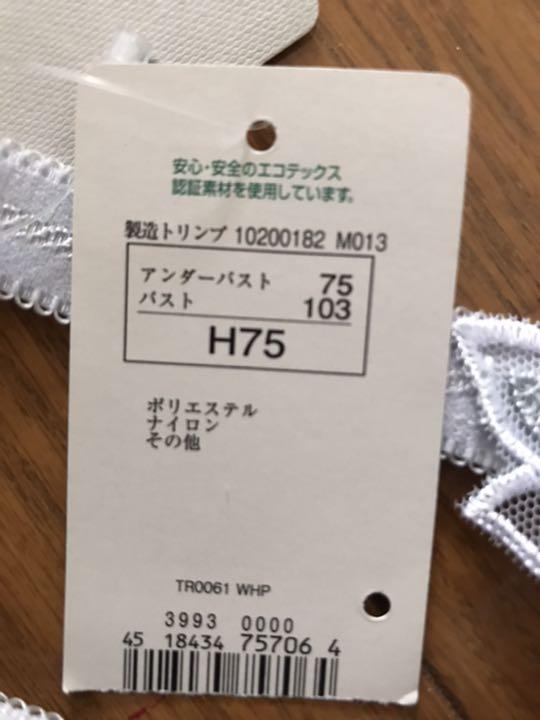 安心・安全のエコテックス
認証素材を使用しています。
製造トリンプ 10200182 M013
アンダーバスト 75
バスト 103
H75
ポリエステル
ナイロン
その他
TR0061 WHP
3993 0000
45 18434 75706 4